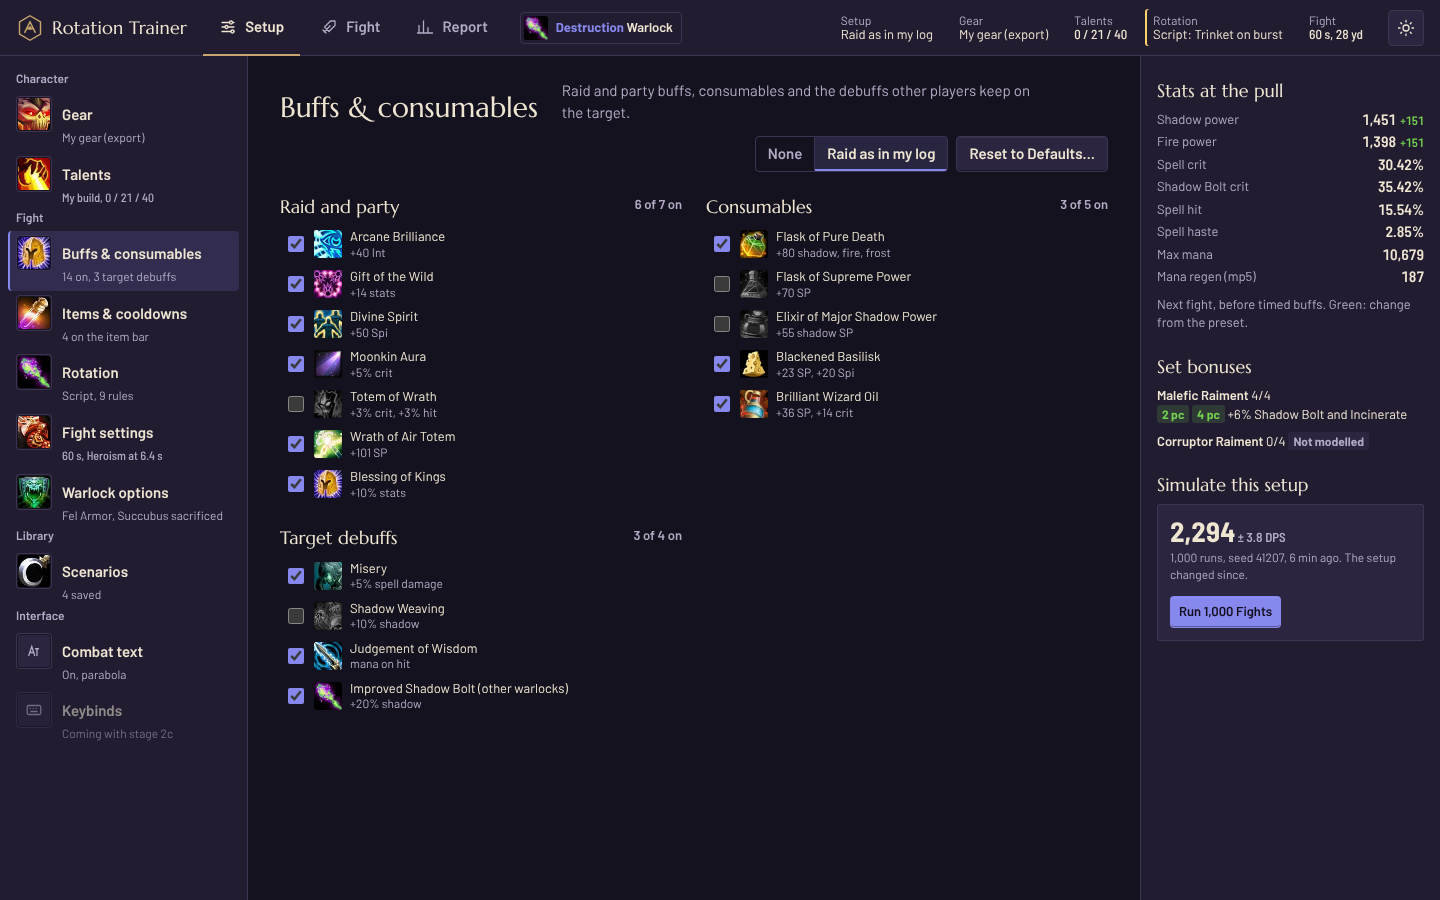 Rotation Trainer
Setup
Fight
Report
Destruction Warlock
Setup
Raid as in my log
Gear
My gear (export)
Talents
0 / 21 / 40
Rotation
Script: Trinket on burst
Fight
60 s, 28 yd
Character
Gear
My gear (export)
Talents
My build, 0 / 21 / 40
Fight
Buffs & consumables
14 on, 3 target debuffs
Items & cooldowns
4 on the item bar
Rotation
Script, 9 rules
Fight settings
60 s, Heroism at 6.4 s
Warlock options
Fel Armor, Succubus sacrificed
Library
Scenarios
4 saved
Interface
Combat text
On, parabola
Keybinds
Coming with stage 2c
Buffs & consumables
Raid and party buffs, consumables and the debuffs other players keep on
the target.
None
Raid as in my log
Reset to Defaults...
Raid and party
6 of 7 on
Arcane Brilliance
+40 Int
Gift of the Wild
+14 stats
Divine Spirit
+50 Spi
Moonkin Aura
+5% crit
Totem of Wrath
+3% crit, +3% hit
Wrath of Air Totem
+101 SP
Blessing of Kings
+10% stats
Consumables
3 of 5 on
Flask of Pure Death
+80 shadow, fire, frost
Flask of Supreme Power
+70 SP
Elixir of Major Shadow Power
+55 shadow SP
Blackened Basilisk
+23 SP, +20 Spi
Brilliant Wizard Oil
+36 SP, +14 crit
Target debuffs
3 of 4 on
Misery
+5% spell damage
Shadow Weaving
+10% shadow
Judgement of Wisdom
mana on hit
Improved Shadow Bolt (other warlocks)
+20% shadow
Stats at the pull
Shadow power 1,451 +151
Fire power 1,398 +151
Spell crit 30.42%
Shadow Bolt crit 35.42%
Spell hit 15.54%
Spell haste 2.85%
Max mana 10,679
Mana regen (mp5) 187
Next fight, before timed buffs. Green: change
from the preset.
Set bonuses
Malefic Raiment 4/4
2 pc 4 pc +6% Shadow Bolt and Incinerate
Corruptor Raiment 0/4 Not modelled
Simulate this setup
2,294 ± 3.8 DPS
1,000 runs, seed 41207, 6 min ago. The setup
changed since.
Run 1,000 Fights